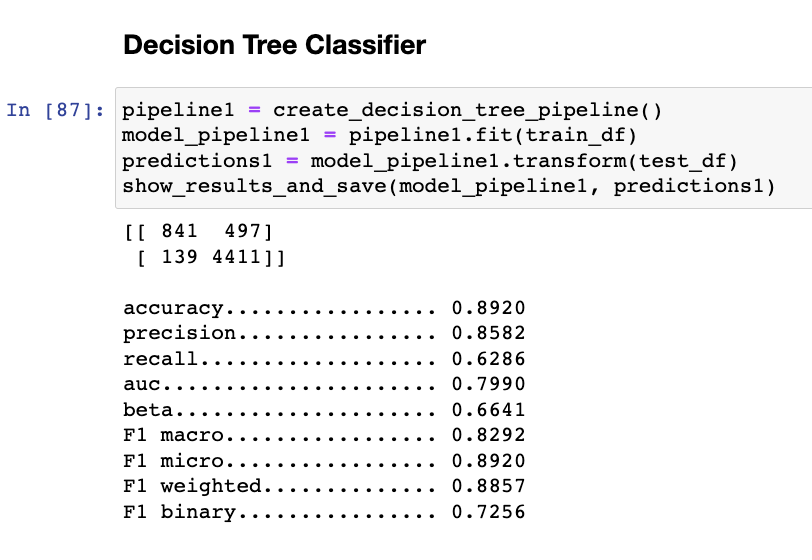 Decision Tree Classifier
In [87]: pipeline1 = create_decision_tree_pipeline()
model_pipeline1 = pipeline1.fit(train_df)
predictions1 = model_pipeline1.transform(test_df)
show_results_and_save(model_pipeline1, predictions1)
[[ 841  497]
 [ 139 4411]]
accuracy................. 0.8920
precision................ 0.8582
recall................... 0.6286
auc...................... 0.7990
beta..................... 0.6641
F1 macro................. 0.8292
F1 micro................. 0.8920
F1 weighted.............. 0.8857
F1 binary................ 0.7256